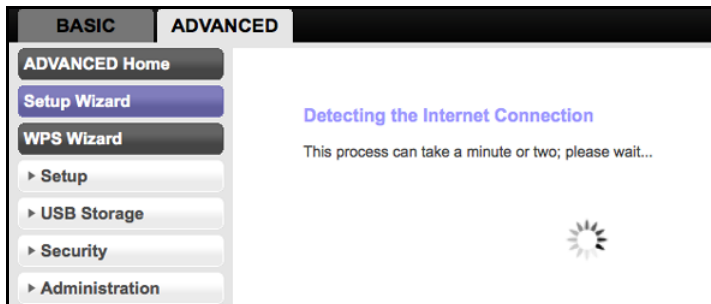 BASIC
ADVANCED
ADVANCED Home
Setup Wizard
WPS Wizard
Setup
USB Storage
Security
Administration
Detecting the Internet Connection
This process can take a minute or two; please wait...